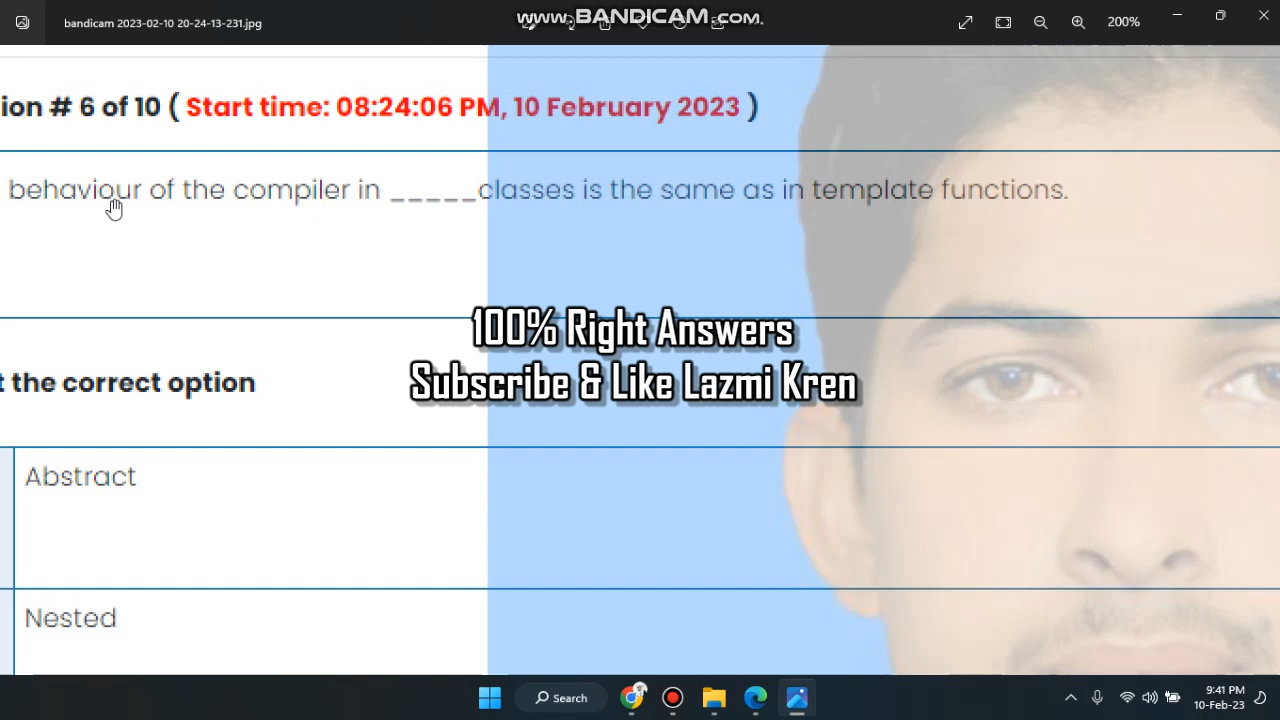 www.BANDICAM.com
bandicam 2023-02-10 20-24-13-231.jpg
200%
ion # 6 of 10 ( Start time: 08:24:06 PM, 10 February 2023 )
behaviour of the compiler in _____classes is the same as in template functions.
100% Right Answers
Subscribe & Like Lazmi Kren
t the correct option
Abstract
Nested
Search
9:41 PM
10-Feb-23